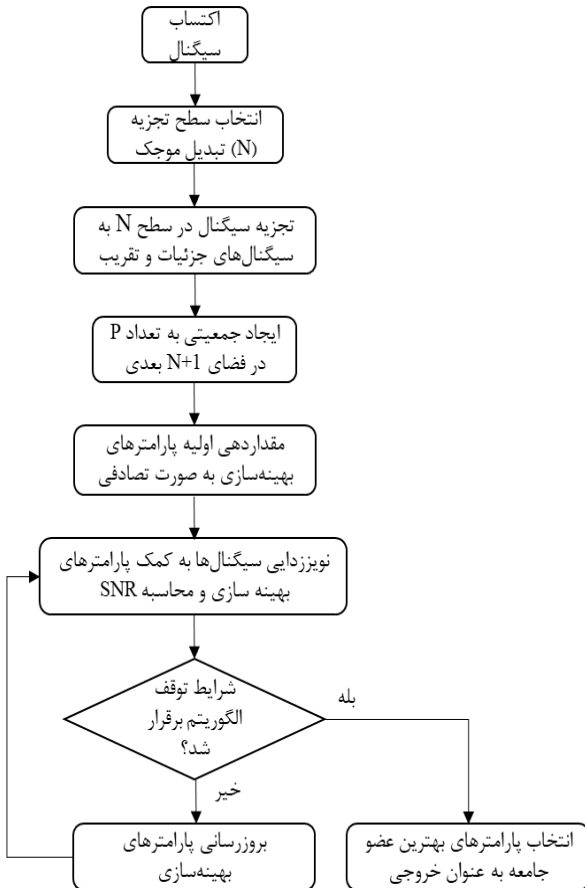 اکتساب
سیگنال
انتخاب سطح تجزیه
(N) تبدیل موجک
تجزیه سیگنال در سطح N به
سیگنال‌های جزئیات و تقریب
ایجاد جمعیتی به تعداد P
در فضای N+1 بعدی
مقداردهی اولیه پارامترهای
بهینه‌سازی به صورت تصادفی
نویززدایی سیگنال‌ها به کمک پارامترهای
بهینه سازی و محاسبه SNR
شرایط توقف
الگوریتم برقرار
شد؟
بله
خیر
بروزرسانی پارامترهای
بهینه‌سازی
انتخاب پارامترهای بهترین عضو
جامعه به عنوان خروجی